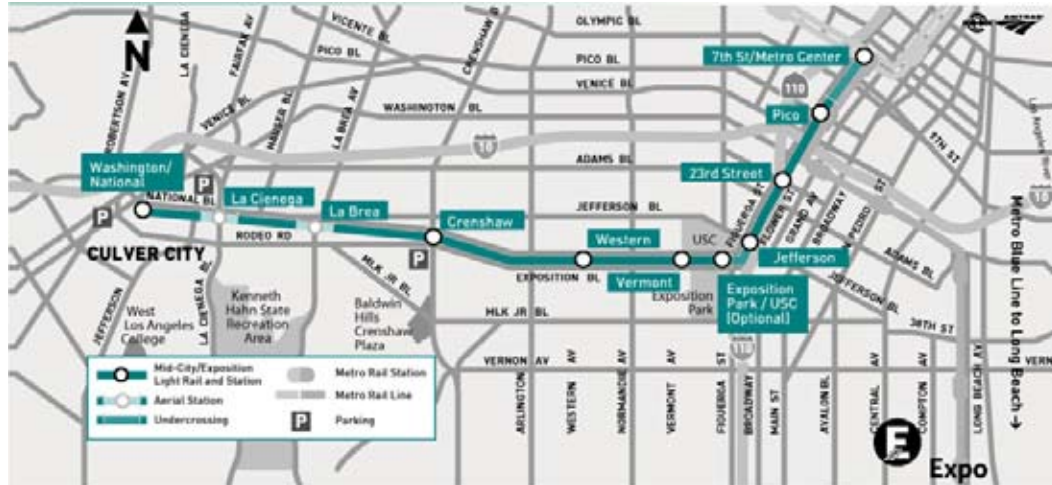 N
ROBERTSON AV
LA CIENEGA
FAIRFAX AV
VICENTE BL
PICO BL
VENICE BL
HAUSER BL
LA BREA AV
CRENSHAW B
WASHINGTON BL
OLYMPIC BL
PICO BL
VENICE BL
ADAMS BL
10
110
7th St/Metro Center
Pico
23rd Street
Washington/
National
P
NATIONAL BL
La Cienega
La Brea
Crenshaw
P
P
CULVER CITY
RODEO RD
JEFFERSON BL
Western
Vermont
USC
FIGUEROA ST
FLOWER ST
GRAND AV
BROADWAY
N PEDRO
ST
ADAMS BL
Jefferson
JEFFERSON BL
38TH ST
EXPOSITION BL
Exposition
Park
Exposition
Park / USC
(Optional)
MLK JR BL
MLK JR BL
VERNON AV
VERNON AV
JEFFERSON
LA CIENEGA BL
West
Los Angeles
College
Kenneth
Hahn State
Recreation
Area
Baldwin
Hills
Crenshaw
Plaza
ARLINGTON
WESTERN AV
NORMANDIE AV
VERMONT AV
FIGUEROA ST
BROADWAY
MAIN ST
AVALON BL
CENTRAL AV
COMPTON AV
LONG BEACH AV
Metro Blue Line to Long Beach →
10
Mid-City/Exposition
Light Rail and Station
Aerial Station
Undercrossing
Metro Rail Station
Metro Rail Line
P
Parking
E
Expo